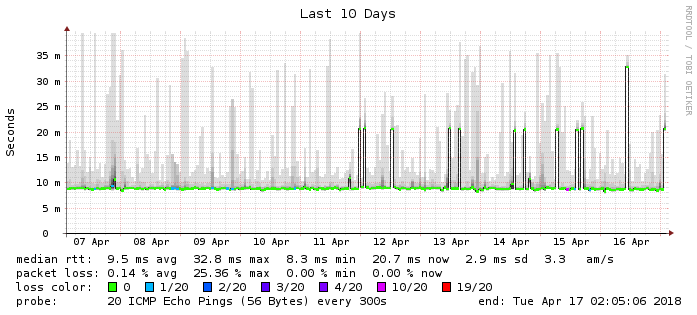 Last 10 Days
RRDTOOL / TOBI OETIKER
Seconds
35 m
30 m
25 m
20 m
15 m
10 m
5 m
0
07 Apr 08 Apr 09 Apr 10 Apr 11 Apr 12 Apr 13 Apr 14 Apr 15 Apr 16 Apr
median rtt: 9.5 ms avg 32.8 ms max 8.3 ms min 20.7 ms now 2.9 ms sd 3.3 am/s
packet loss: 0.14 % avg 25.36 % max 0.00 % min 0.00 % now
loss color: 0 1/20 2/20 3/20 4/20 10/20 19/20
probe: 20 ICMP Echo Pings (56 Bytes) every 300s end: Tue Apr 17 02:05:06 2018